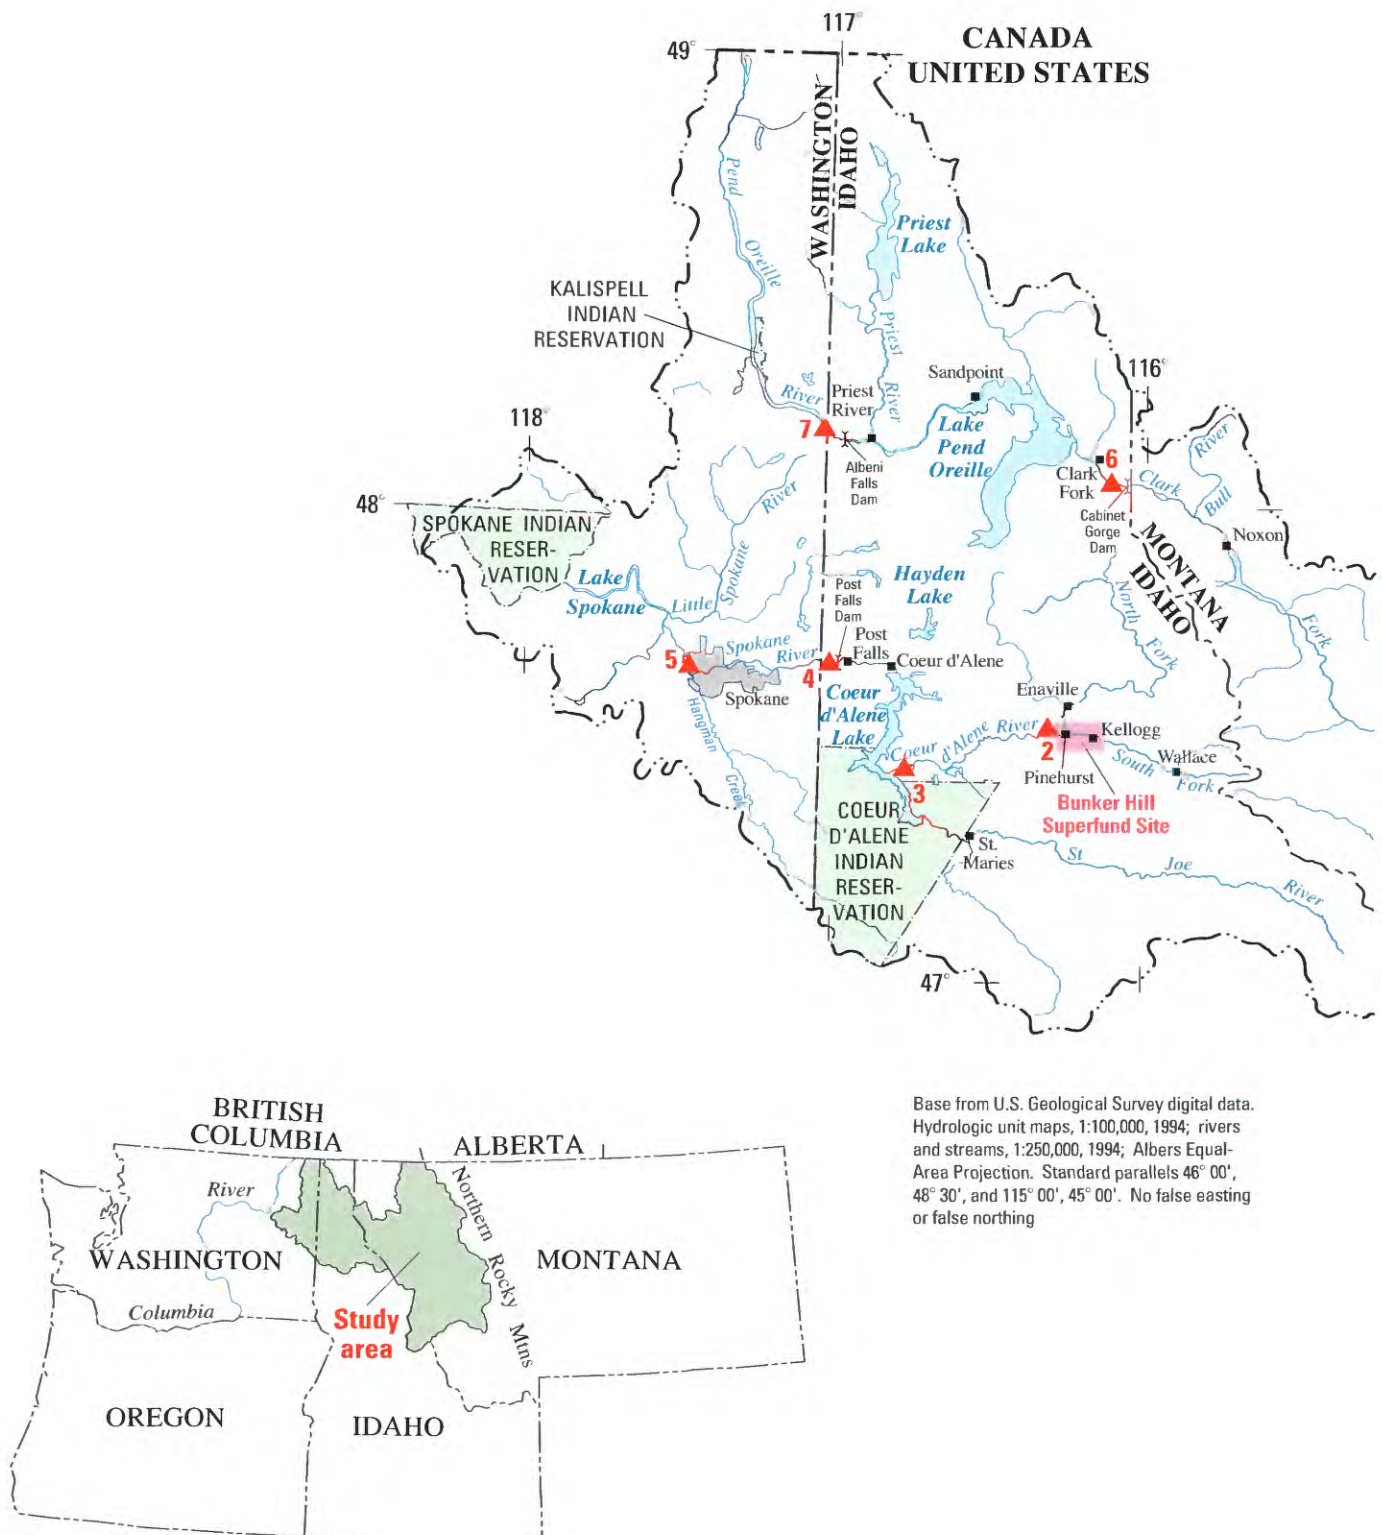 117°
CANADA
UNITED STATES
49°
WASHINGTON
IDAHO
Pend
Oreille
River
Priest
Lake
KALISPELL
INDIAN
RESERVATION
Priest
River
Sandpoint
116°
Priest
River
7
Albeni
Falls
Dam
Lake
Pend
Oreille
6
Clark
Fork
Cabinet
Gorge
Dam
Clark
Fork
Bull
River
Noxon
MONTANA
IDAHO
118°
48°
SPOKANE INDIAN
RESER-
VATION
Lake
Spokane
Little
Spokane
River
Post
Falls
Dam
Hayden
Lake
North
Fork
5
Spokane
River
Spokane
4
Post
Falls
Coeur d'Alene
Coeur
d'Alene
Lake
Hangman
Creek
Enaville
Coeur
d'Alene
River
2
Kellogg
Pinehurst
South
Fork
Wallace
Bunker Hill
Superfund Site
3
COEUR
D'ALENE
INDIAN
RESER-
VATION
St.
Maries
St
Joe
River
47°
BRITISH
COLUMBIA
ALBERTA
River
WASHINGTON
Columbia
Northern Rocky Mtns
MONTANA
Study
area
OREGON
IDAHO
Base from U.S. Geological Survey digital data.
Hydrologic unit maps, 1:100,000, 1994; rivers
and streams, 1:250,000, 1994; Albers Equal-
Area Projection. Standard parallels 46° 00',
48° 30', and 115° 00', 45° 00'. No false easting
or false northing